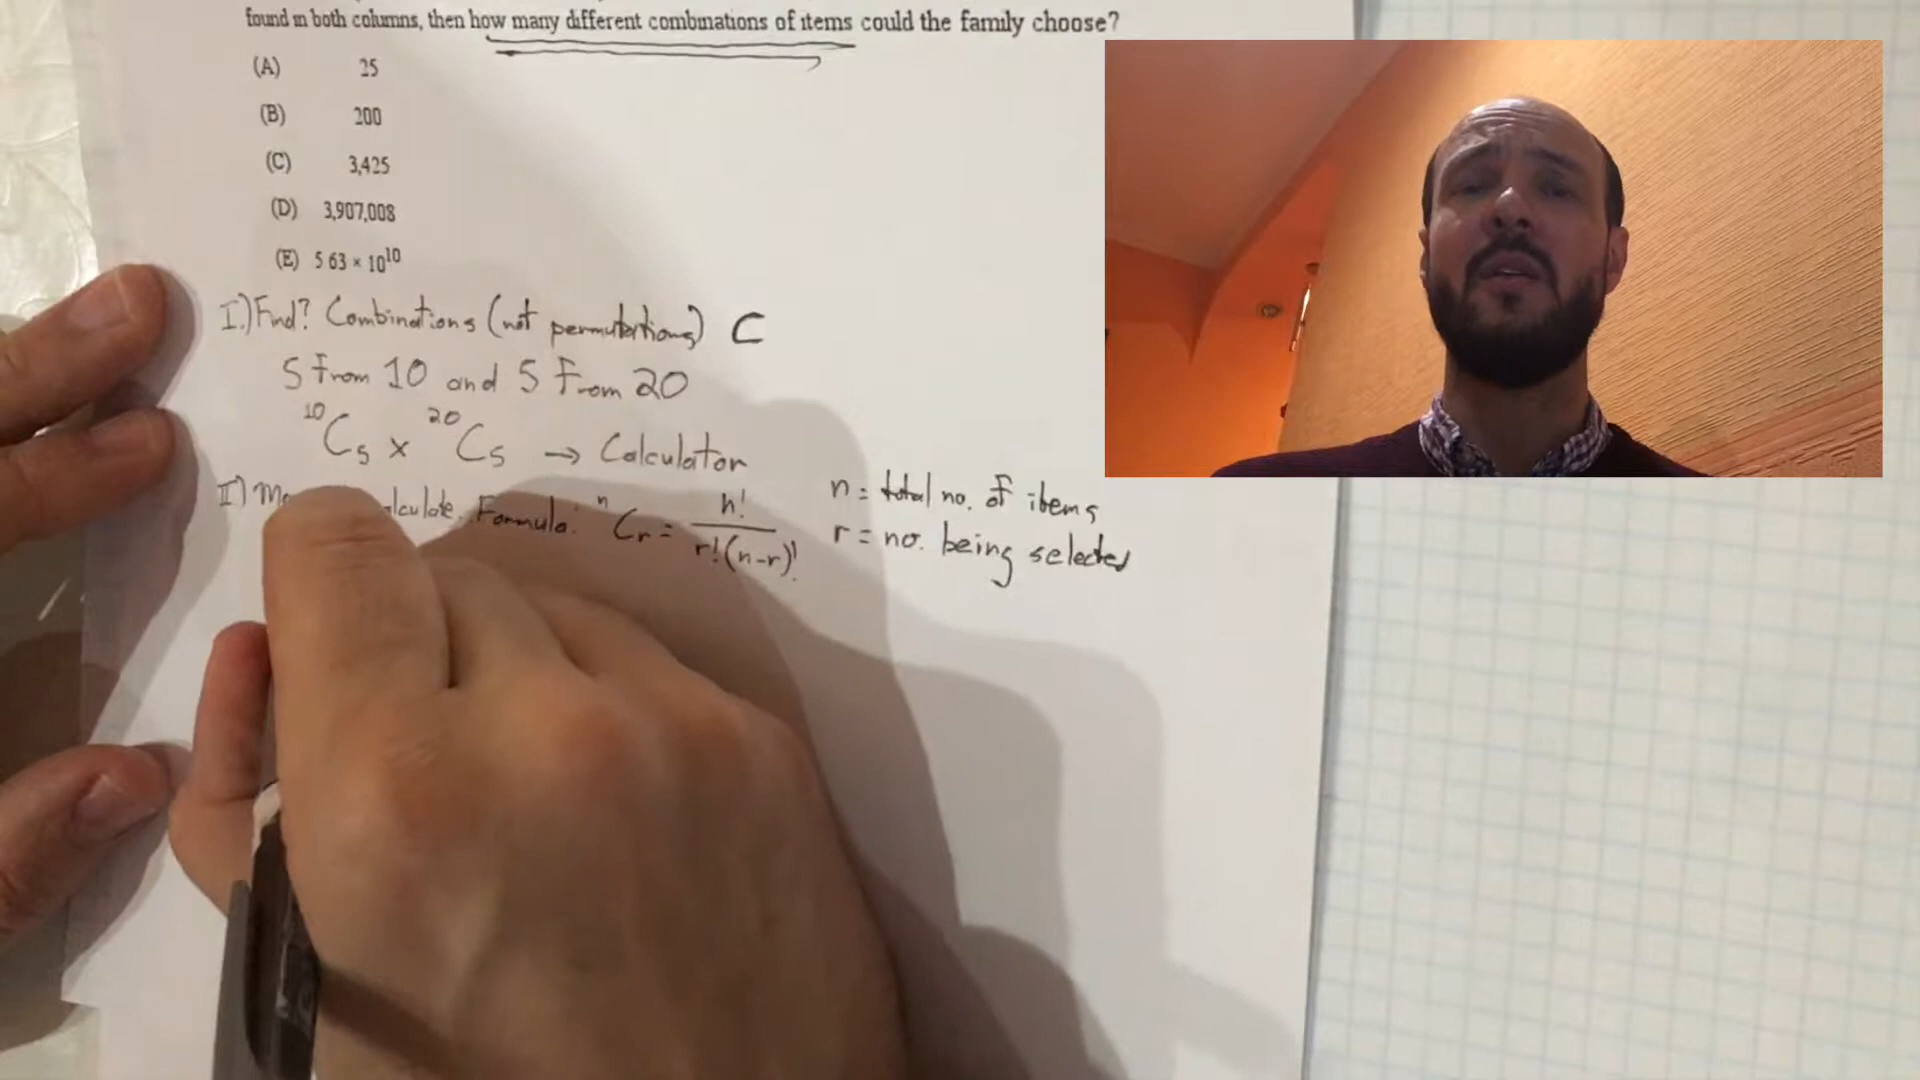 found in both columns, then how many different combinations of items could the family choose?
(A) 25
(B) 200
(C) 3,425
(D) 3,907,008
(E) 5 63 × 10¹⁰
I.) Find? Combinations (not permutations) C
5 from 10 and 5 from 20
¹⁰C₅ × ²⁰C₅ → Calculator
II) Formula: ⁿCr = n! / r!(n-r)!
n = total no. of items
r = no. being selected